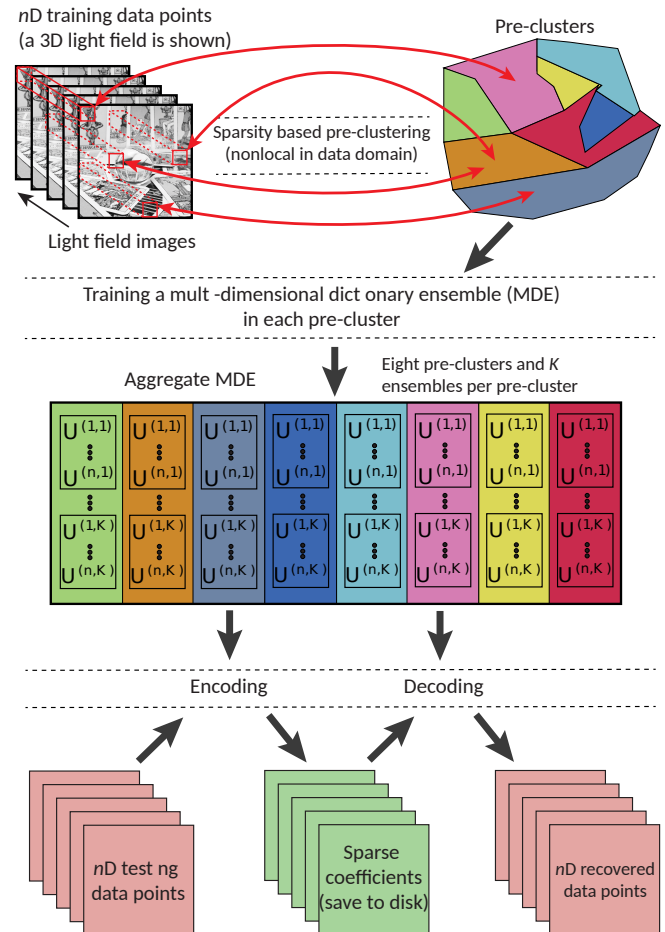 nD training data points
(a 3D light field is shown)
Pre-clusters
Sparsity based pre-clustering
(nonlocal in data domain)
Light field images
Training a mult -dimensional dict onary ensemble (MDE)
in each pre-cluster
Aggregate MDE
Eight pre-clusters and K
ensembles per pre-cluster
U(1,1) U(1,1) U(1,1) U(1,1) U(1,1) U(1,1) U(1,1) U(1,1)
U(n,1) U(n,1) U(n,1) U(n,1) U(n,1) U(n,1) U(n,1) U(n,1)
U(1,K ) U(1,K ) U(1,K ) U(1,K ) U(1,K ) U(1,K ) U(1,K ) U(1,K )
U(n,K ) U(n,K ) U(n,K ) U(n,K ) U(n,K ) U(n,K ) U(n,K ) U(n,K )
Encoding
Decoding
nD test ng
data points
Sparse
coefficients
(save to disk)
nD recovered
data points